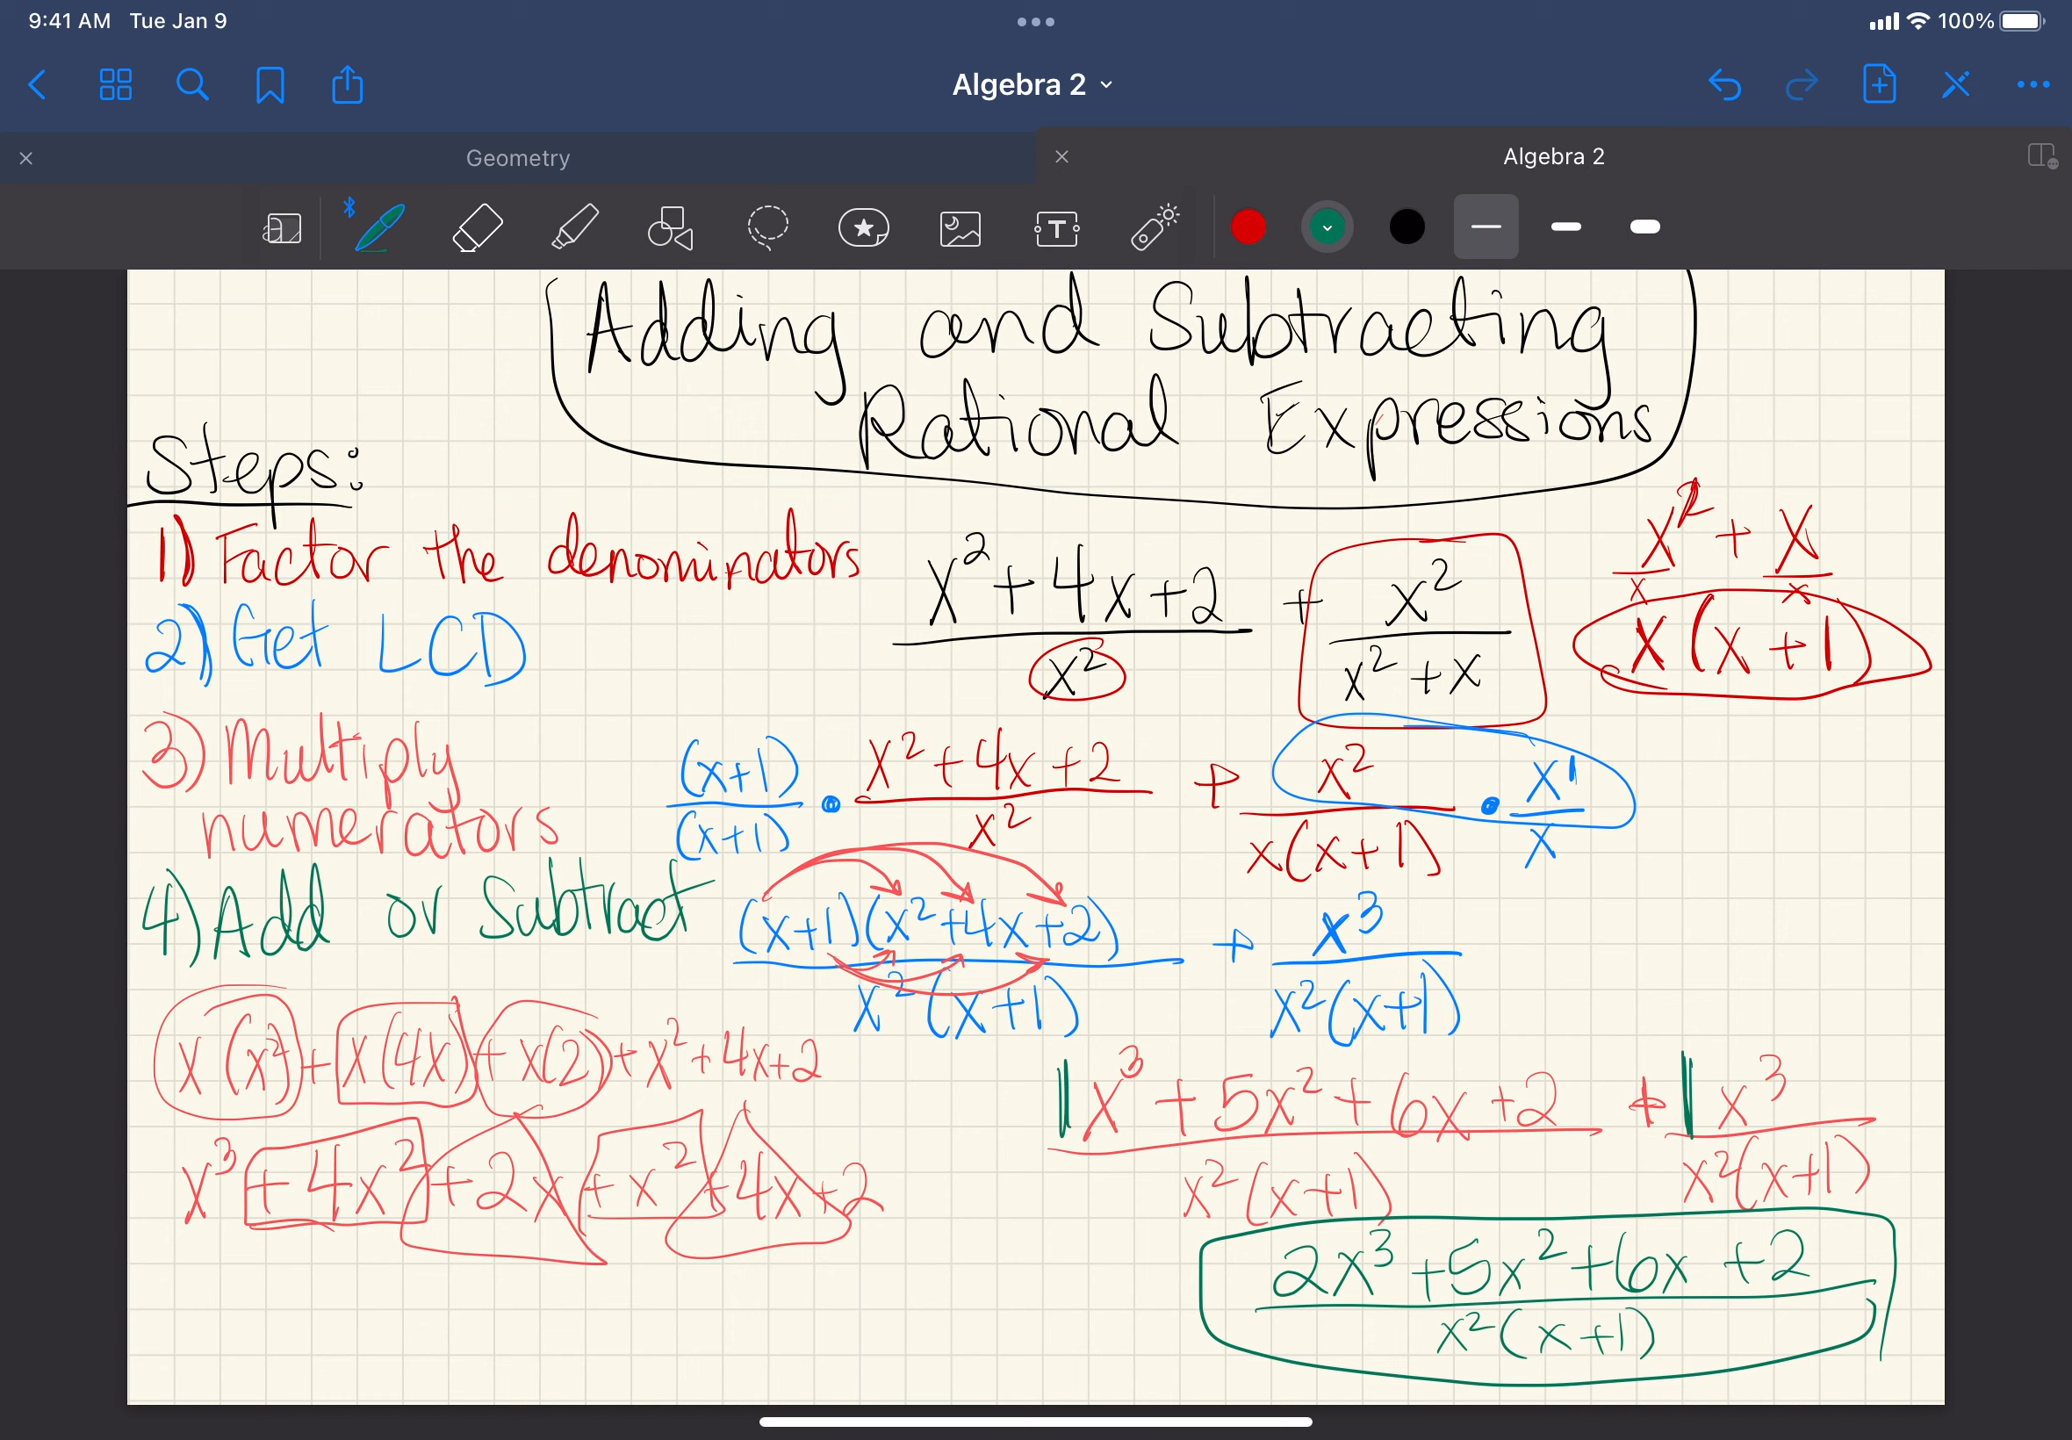 9:41 AM Tue Jan 9
100%
Algebra 2
Geometry
Algebra 2
Adding and Subtracting
Rational Expressions
Steps:
1) Factor the denominators
2) Get LCD
3) Multiply
numerators
4) Add or Subtract
x² + 4x + 2 / x² + x² / x² + x
x²/x + x/x
x(x + 1)
(x+1)/(x+1) • x² + 4x + 2 / x² + x² / x(x+1) • x¹/x
(x+1)(x² + 4x + 2) / x²(x+1) + x³ / x²(x+1)
x(x²) + x(4x) + x(2) + x² + 4x + 2
x³ + 4x² + 2x + x² + 4x + 2
1x³ + 5x² + 6x + 2 / x²(x+1) + 1x³ / x²(x+1)
2x³ + 5x² + 6x + 2 / x²(x+1)